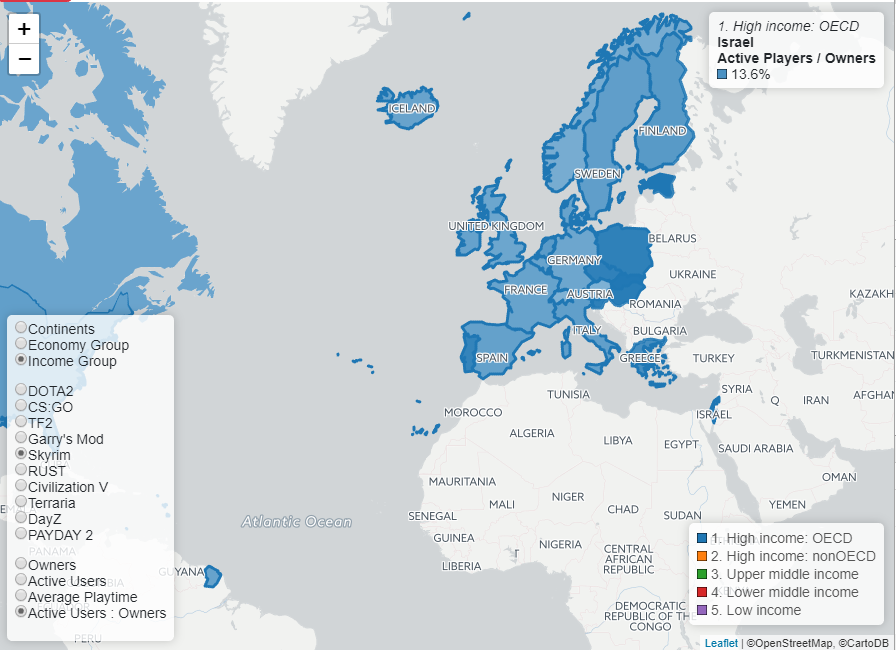 +
−
1. High income: OECD
Israel
Active Players / Owners
13.6%
ICELAND
FINLAND
SWEDEN
UNITED KINGDOM
BELARUS
GERMANY
UKRAINE
FRANCE
AUSTRIA
KAZAKH
ROMANIA
ITALY
BULGARIA
SPAIN
GREECE
TURKEY
TURKMENISTAN
TUNISIA
SYRIA
IRAN
AFGHAN
Q
MOROCCO
ISRAEL
ALGERIA
LIBYA
EGYPT
SAUDI ARABIA
OMAN
MAURITANIA
MALI
NIGER
CHAD
SUDAN
YEMEN
SENEGAL
Atlantic Ocean
GUINEA
NIGERIA
CENTRAL
AFRICAN
REPUBLIC
LIBERIA
GUYANA
DEMOCRATIC
REPUBLIC OF THE
CONGO
PANAMA
PERU
Continents
Economy Group
Income Group
DOTA2
CS:GO
TF2
Garry's Mod
Skyrim
RUST
Civilization V
Terraria
DayZ
PAYDAY 2
Owners
Active Users
Average Playtime
Active Users : Owners
1. High income: OECD
2. High income: nonOECD
3. Upper middle income
4. Lower middle income
5. Low income
Leaflet | ©OpenStreetMap, ©CartoDB